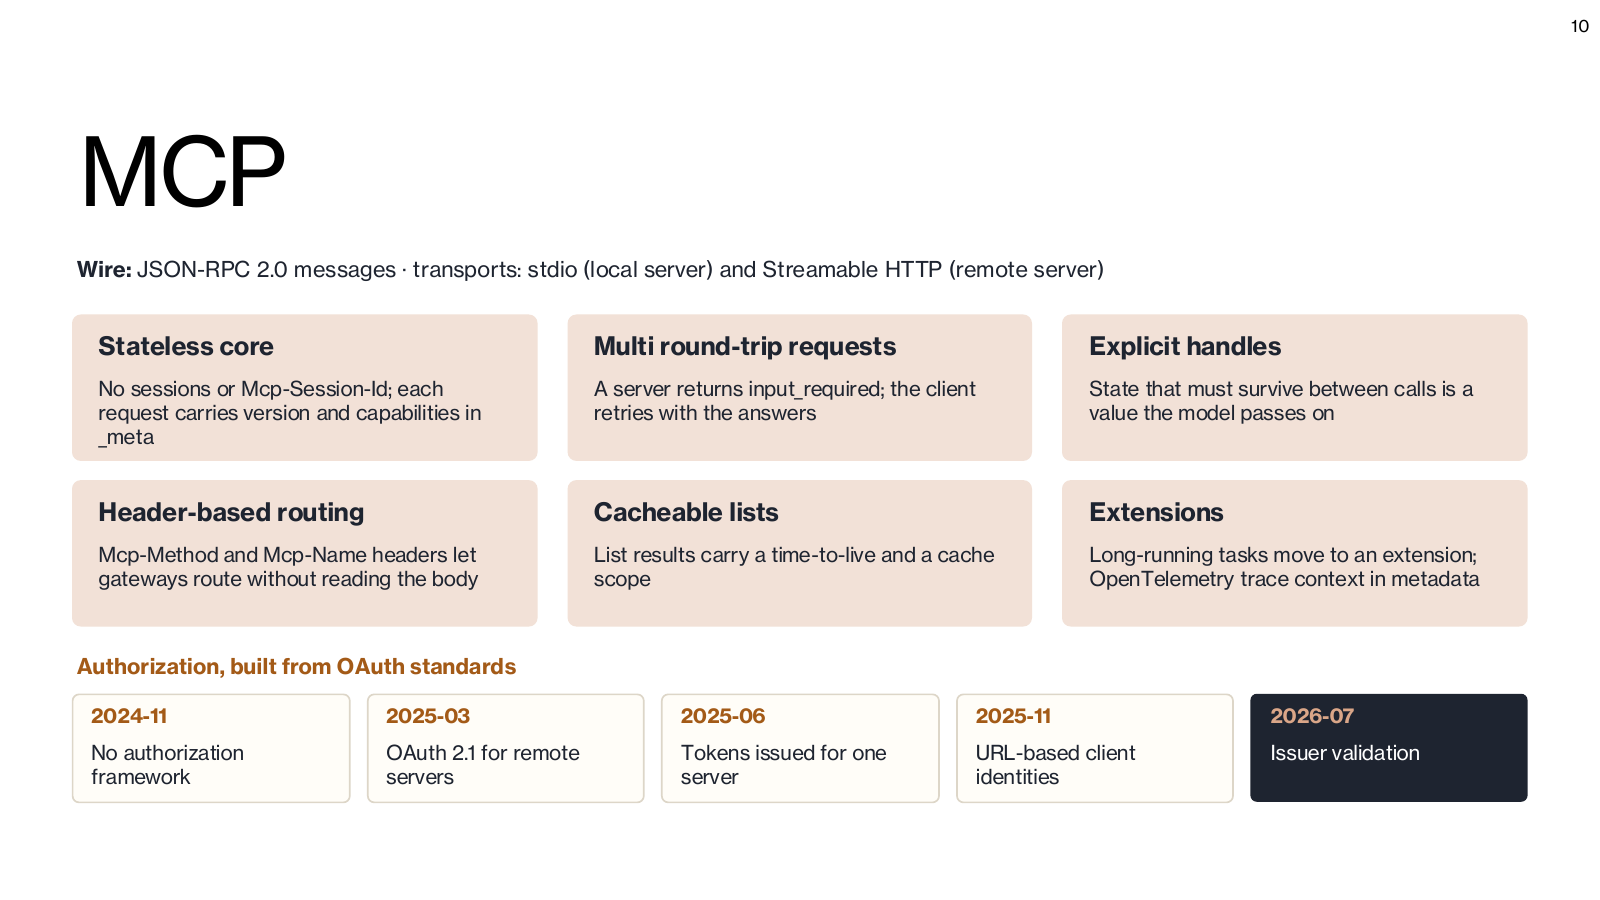 10
MCP
Wire: JSON-RPC 2.0 messages · transports: stdio (local server) and Streamable HTTP (remote server)
Stateless core
No sessions or Mcp-Session-Id; each
request carries version and capabilities in
_meta
Multi round-trip requests
A server returns input_required; the client
retries with the answers
Explicit handles
State that must survive between calls is a
value the model passes on
Header-based routing
Mcp-Method and Mcp-Name headers let
gateways route without reading the body
Cacheable lists
List results carry a time-to-live and a cache
scope
Extensions
Long-running tasks move to an extension;
OpenTelemetry trace context in metadata
Authorization, built from OAuth standards
2024-11
No authorization
framework
2025-03
OAuth 2.1 for remote
servers
2025-06
Tokens issued for one
server
2025-11
URL-based client
identities
2026-07
Issuer validation